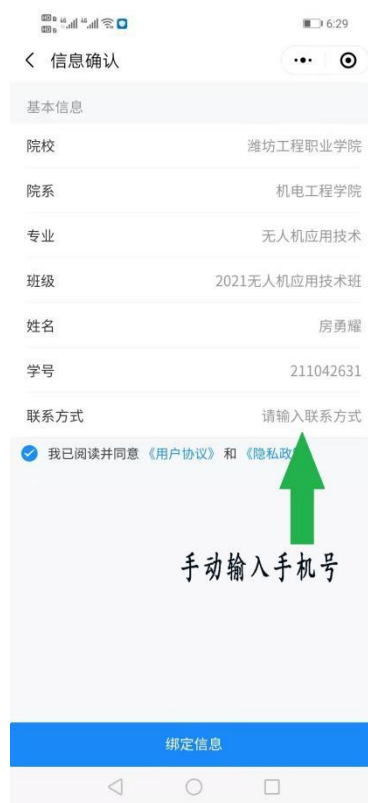 6:29
信息确认
基本信息
院校 潍坊工程职业学院
院系 机电工程学院
专业 无人机应用技术
班级 2021无人机应用技术班
姓名 房勇耀
学号 211042631
联系方式 请输入联系方式
我已阅读并同意《用户协议》和《隐私政
手动输入手机号
绑定信息